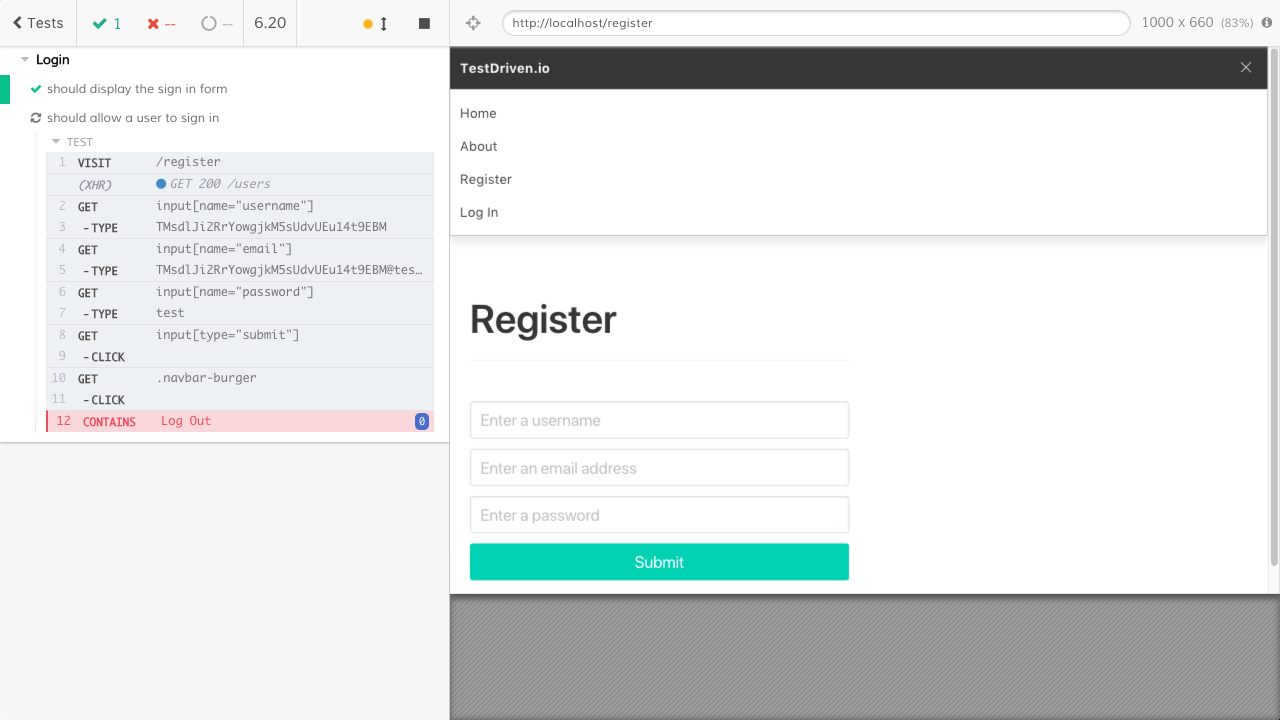 Tests
1
--
--
6.20
http://localhost/register
1000 x 660 (83%)
Login
should display the sign in form
should allow a user to sign in
TEST
1 VISIT /register
(XHR) GET 200 /users
2 GET input[name="username"]
3 -TYPE TMsdlJi2RrYowgjkM5sUdvUEu14t9EBM
4 GET input[name="email"]
5 -TYPE TMsdlJi2RrYowgjkM5sUdvUEu14t9EBM@tes…
6 GET input[name="password"]
7 -TYPE test
8 GET input[type="submit"]
9 -CLICK
10 GET .navbar-burger
11 -CLICK
12 CONTAINS Log Out 0
TestDriven.io
Home
About
Register
Log In
Register
Enter a username
Enter an email address
Enter a password
Submit